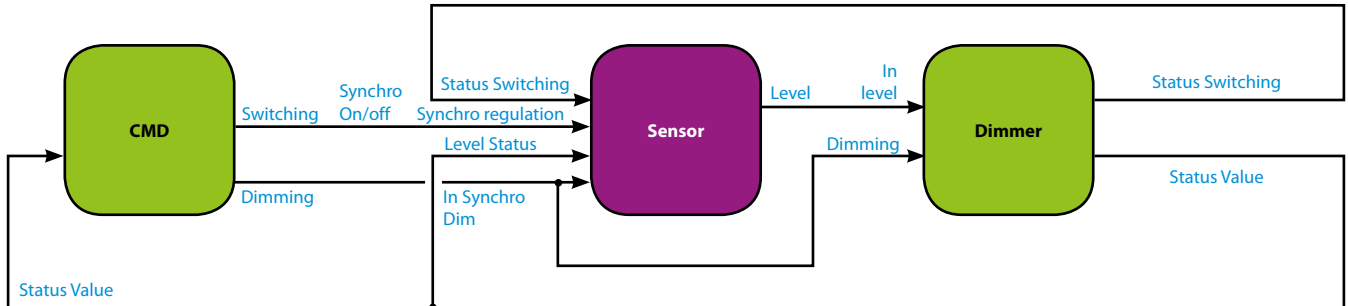 CMD
Switching
Synchro
On/off
Synchro regulation
Status Switching
Level Status
Dimming
In Synchro
Dim
Status Value
Sensor
Level
In
level
Dimming
Dimmer
Status Switching
Status Value